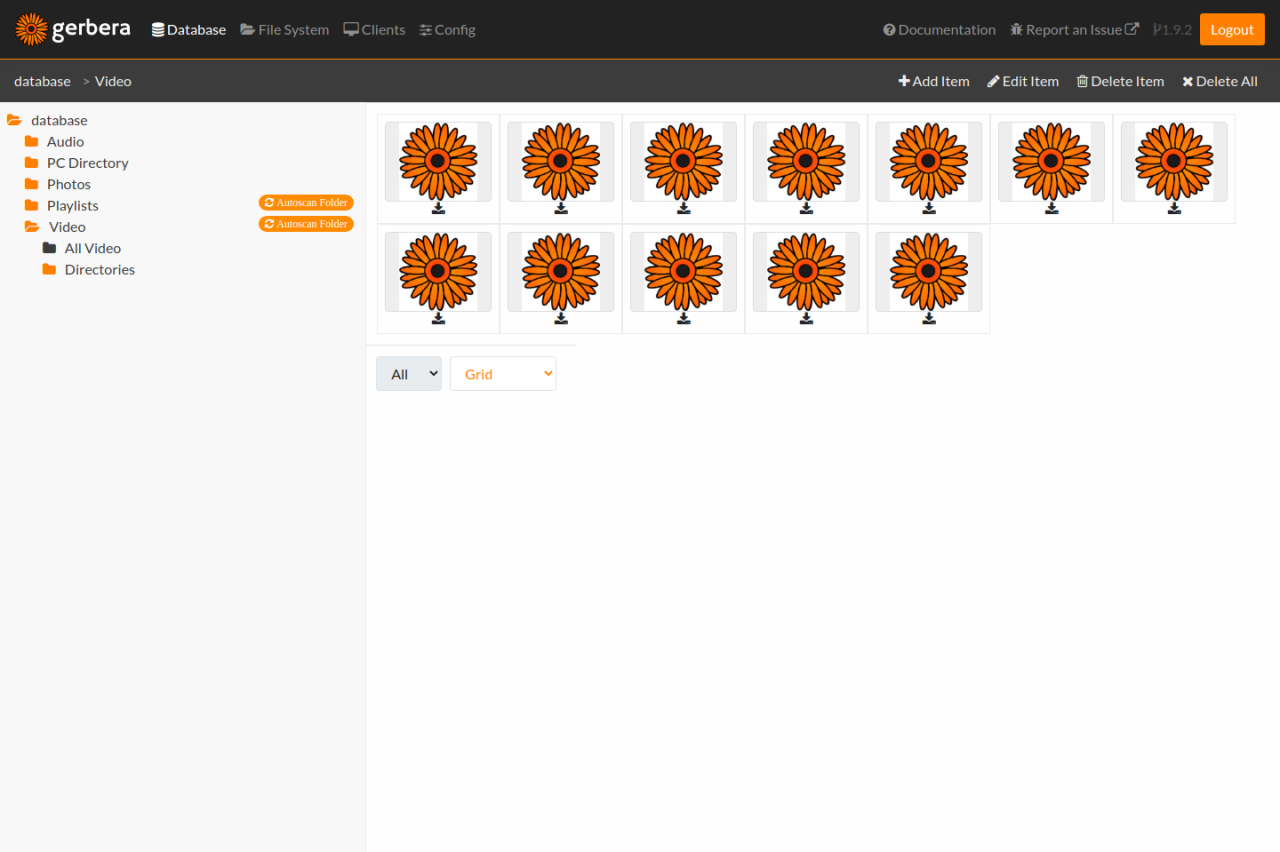 gerbera Database File System Clients Config Documentation Report an Issue 1.9.2 Logout
database > Video Add Item Edit Item Delete Item Delete All
database
Audio
PC Directory
Photos
Playlists Autoscan Folder
Video Autoscan Folder
All Video
Directories
All Grid